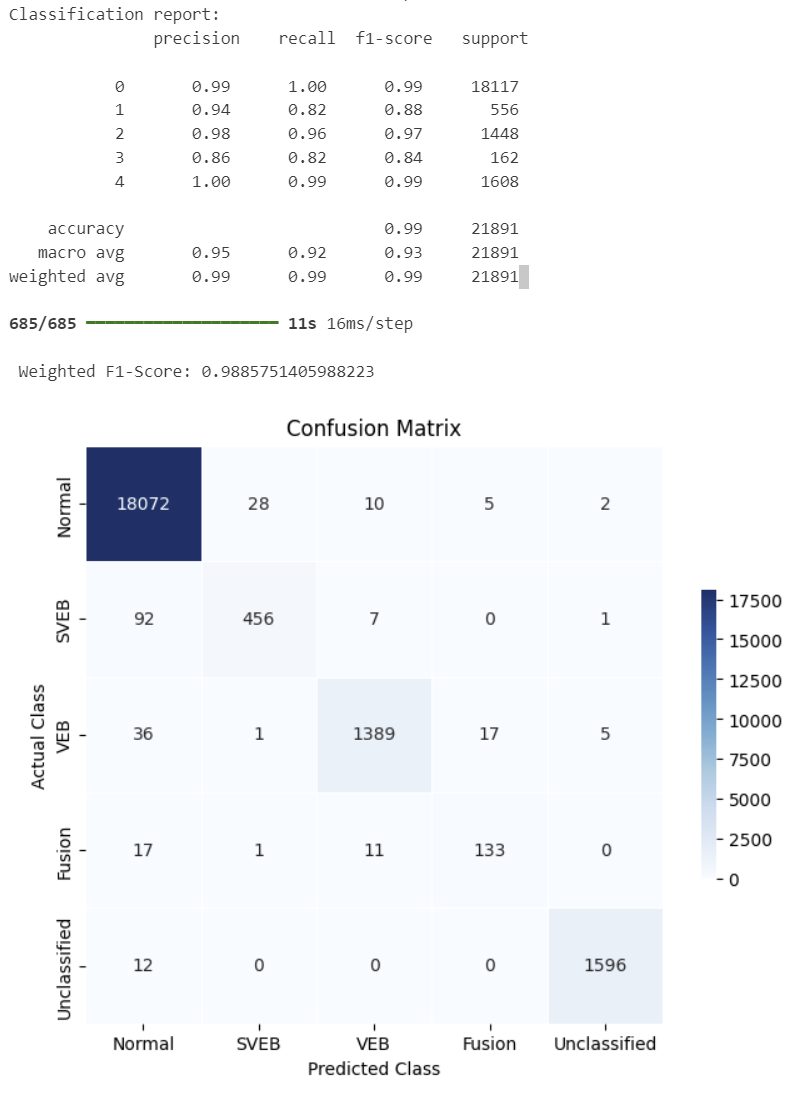 Classification report:
precision recall f1-score support
0 0.99 1.00 0.99 18117
1 0.94 0.82 0.88 556
2 0.98 0.96 0.97 1448
3 0.86 0.82 0.84 162
4 1.00 0.99 0.99 1608
accuracy 0.99 21891
macro avg 0.95 0.92 0.93 21891
weighted avg 0.99 0.99 0.99 21891
685/685 11s 16ms/step
Weighted F1-Score: 0.9885751405988223
Confusion Matrix
Actual Class
Normal 18072 28 10 5 2
SVEB 92 456 7 0 1
VEB 36 1 1389 17 5
Fusion 17 1 11 133 0
Unclassified 12 0 0 0 1596
Normal SVEB VEB Fusion Unclassified
Predicted Class
17500
15000
12500
10000
7500
5000
2500
0